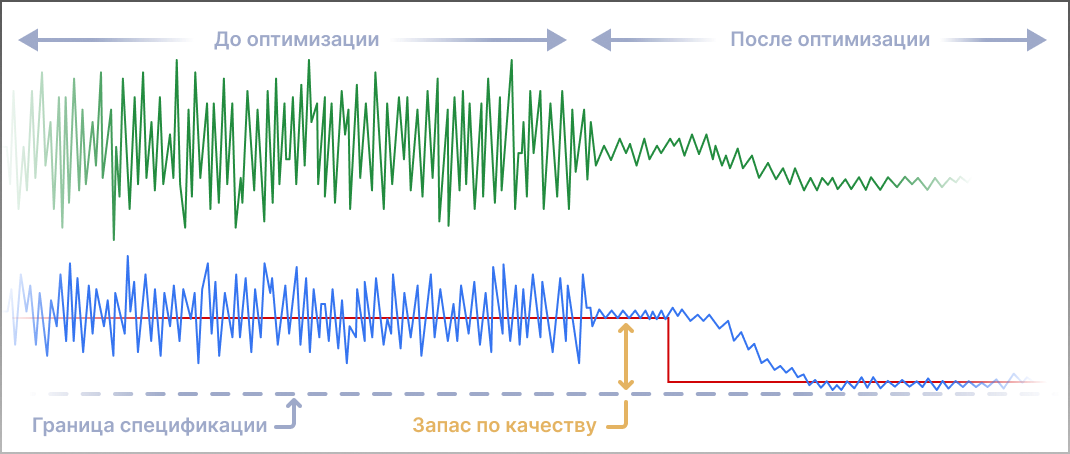 До оптимизации
После оптимизации
Граница спецификации
Запас по качеству